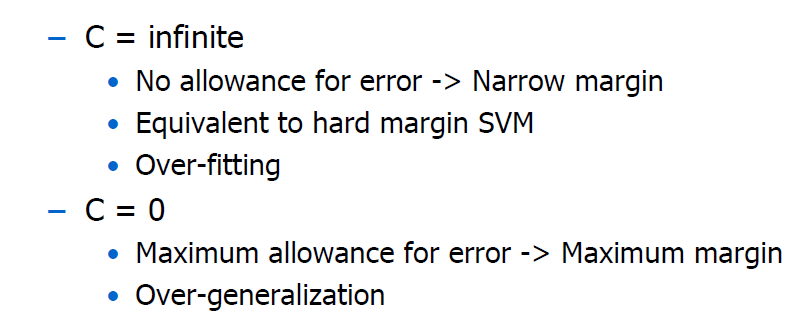 – C = infinite
• No allowance for error -> Narrow margin
• Equivalent to hard margin SVM
• Over-fitting
– C = 0
• Maximum allowance for error -> Maximum margin
• Over-generalization